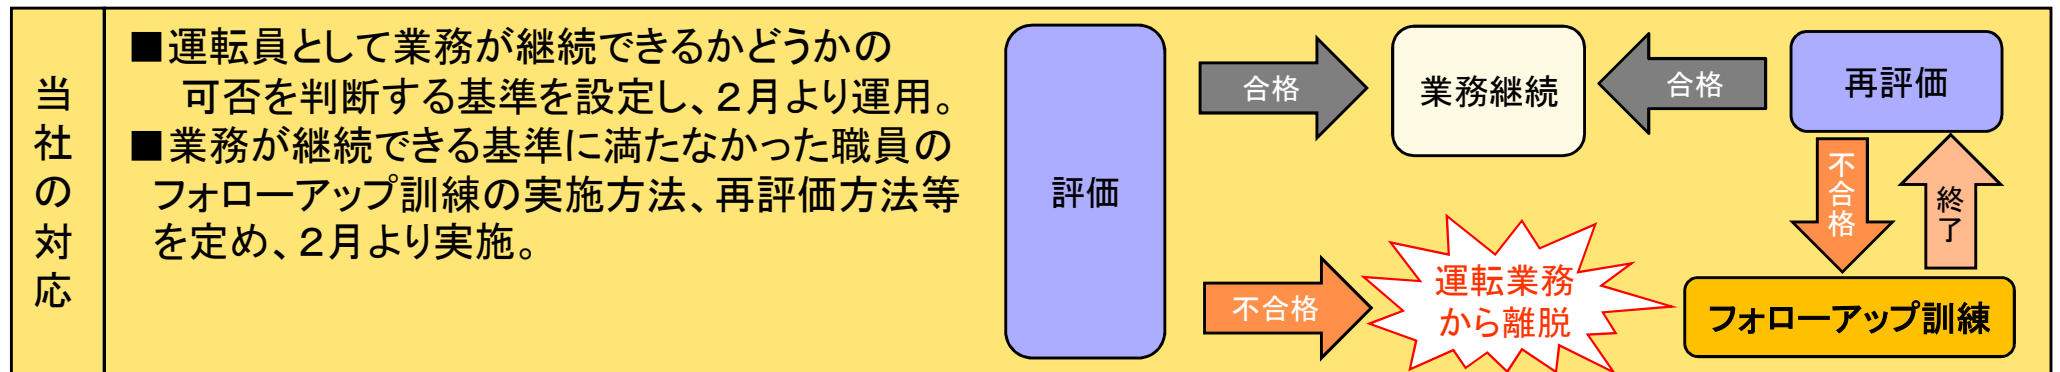 当社の対応
■運転員として業務が継続できるかどうかの
可否を判断する基準を設定し、２月より運用。
■業務が継続できる基準に満たなかった職員の
フォローアップ訓練の実施方法、再評価方法等
を定め、２月より実施。
評価
合格
業務継続
合格
再評価
不合格
終了
不合格
運転業務
から離脱
フォローアップ訓練